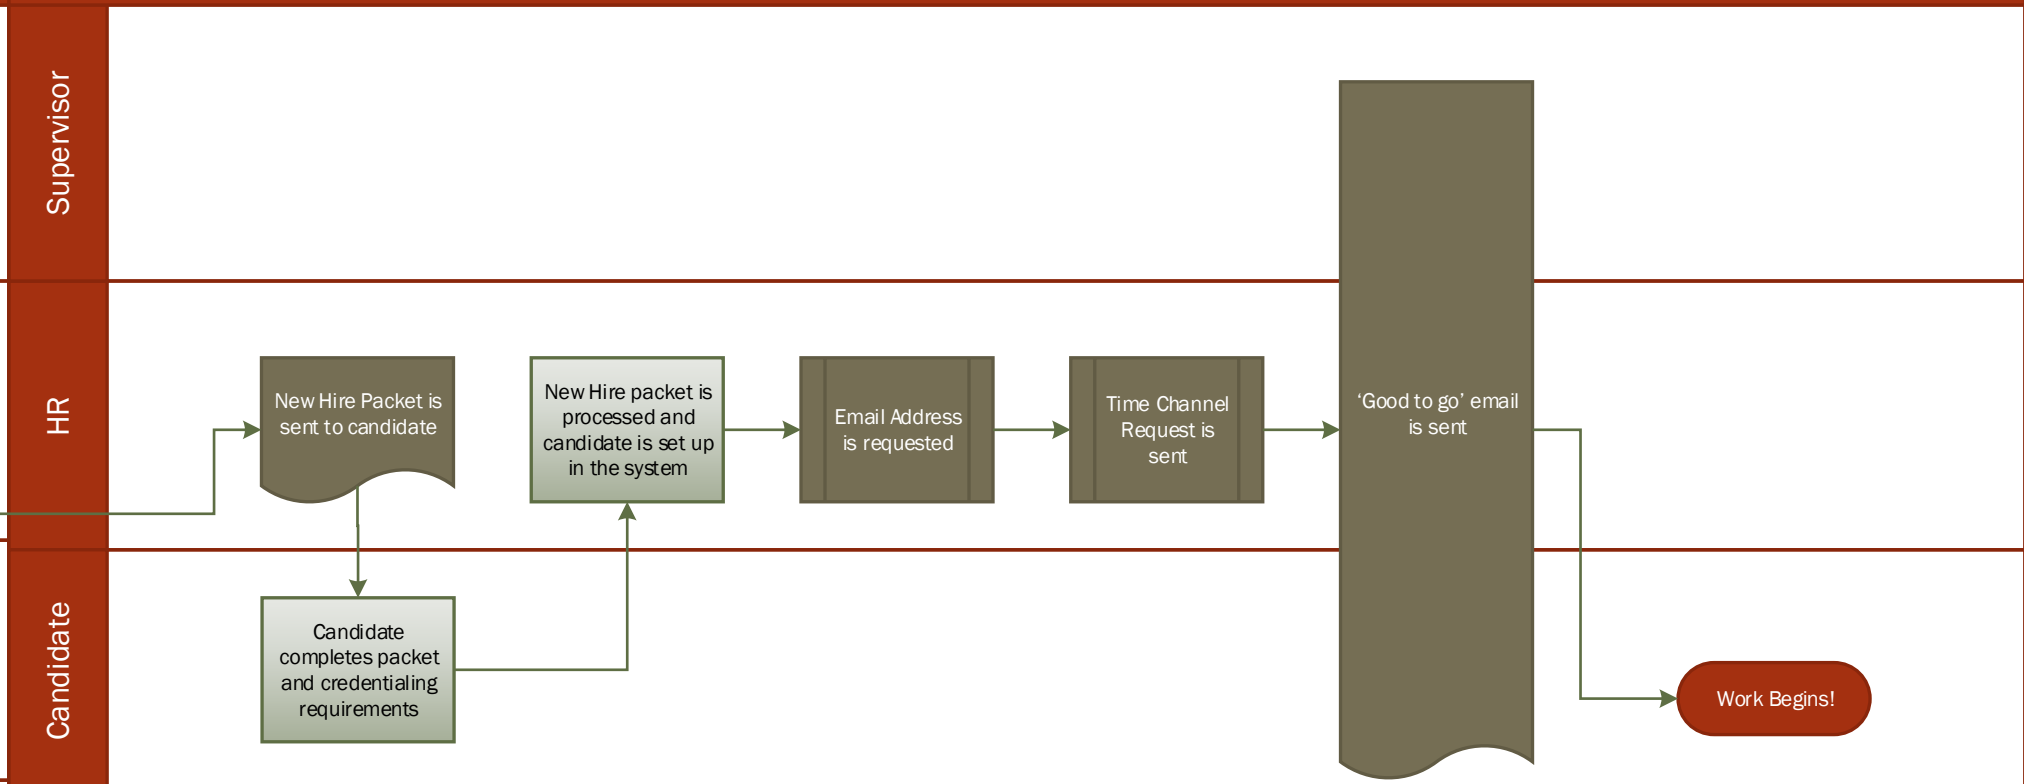 Supervisor
HR
New Hire Packet is
sent to candidate
New Hire packet is
processed and
candidate is set up
in the system
Email Address
is requested
Time Channel
Request is
sent
‘Good to go’ email
is sent
Candidate
Candidate
completes packet
and credentialing
requirements
Work Begins!